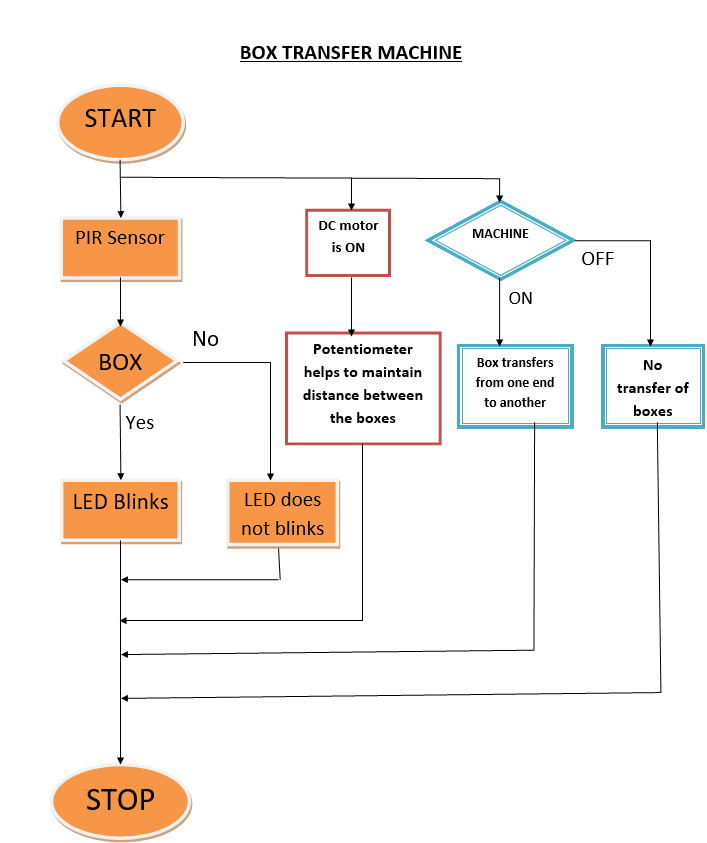 BOX TRANSFER MACHINE
START
PIR Sensor
DC motor
is ON
MACHINE
OFF
ON
BOX
No
Yes
Potentiometer
helps to maintain
distance between
the boxes
Box transfers
from one end
to another
No
transfer of
boxes
LED Blinks
LED does
not blinks
STOP